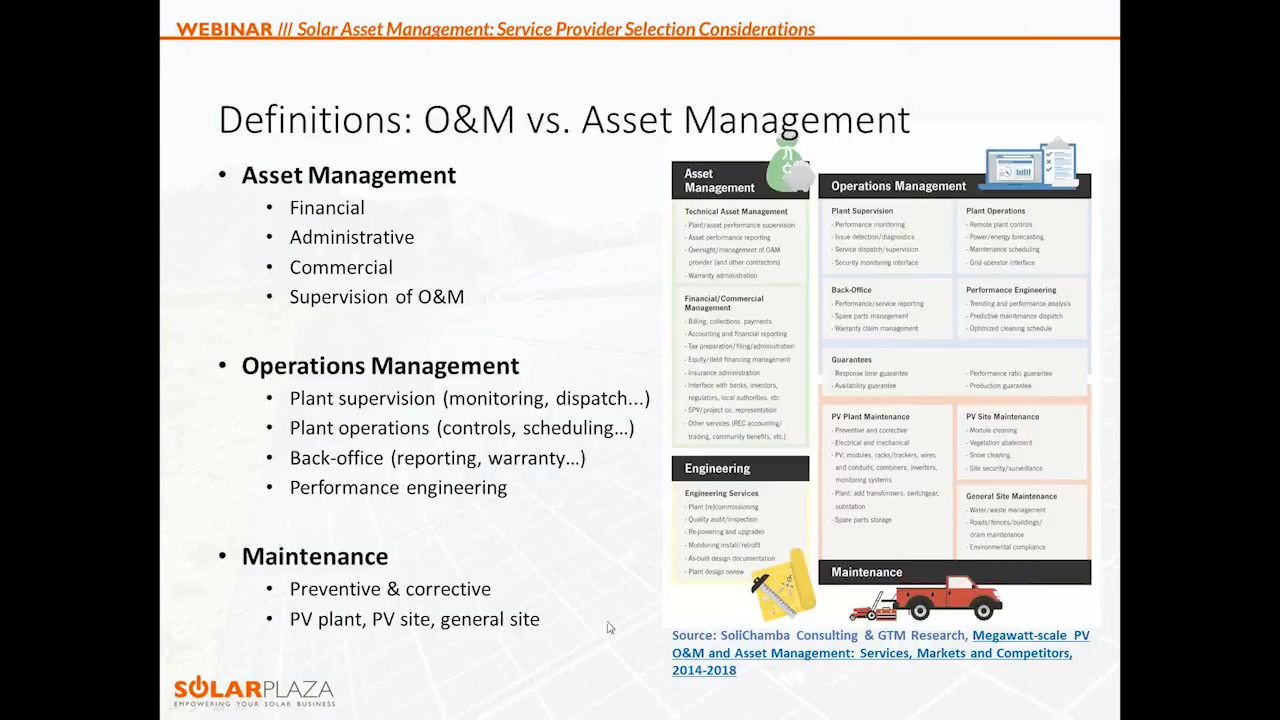 WEBINAR /// Solar Asset Management: Service Provider Selection Considerations
Definitions: O&M vs. Asset Management
• Asset Management
• Financial
• Administrative
• Commercial
• Supervision of O&M
• Operations Management
• Plant supervision (monitoring, dispatch...)
• Plant operations (controls, scheduling...)
• Back-office (reporting, warranty...)
• Performance engineering
• Maintenance
• Preventive & corrective
• PV plant, PV site, general site
Asset
Management
Technical Asset Management
- Plant/asset performance supervision
- Asset performance reporting
- Oversight/management of O&M
provider (and other contractors)
- Warranty administration
Financial/Commercial
Management
- Billing, collections, payments
- Accounting and financial reporting
- Tax preparation/filing/administration
- Equity/debt financing management
- Insurance administration
- Interface with banks, investors,
regulators, local authorities, etc
- SPV/project co. representation
- Other services (REC accounting/
trading, community benefits, etc.)
Engineering
Engineering Services
- Plant (re)commissioning
- Quality audit/inspection
- Re-powering and upgrades
- Monitoring install/retrofit
- As-built design documentation
- Plant design review
Operations Management
Plant Supervision
- Performance monitoring
- Issue detection/diagnostics
- Service dispatch/supervision
- Security monitoring interface
Plant Operations
- Remote plant controls
- Power/energy forecasting
- Maintenance scheduling
- Grid operator interface
Back-Office
- Performance/service reporting
- Spare parts management
- Warranty claim management
Performance Engineering
- Trending and performance analysis
- Predictive maintenance dispatch
- Optimized cleaning schedule
Guarantees
- Response time guarantee
- Availability guarantee
- Performance ratio guarantee
- Production guarantee
PV Plant Maintenance
- Preventive and corrective
- Electrical and mechanical
- PV: modules, racks/trackers, wires
and conduits, combiners, inverters,
monitoring systems
- Plant: add transformers, switchgear,
substation
- Spare parts storage
PV Site Maintenance
- Module cleaning
- Vegetation abatement
- Snow clearing
- Site security/surveillance
General Site Maintenance
- Water/waste management
- Roads/fences/buildings/
drain maintenance
- Environmental compliance
Maintenance
Source: SoliChamba Consulting & GTM Research, Megawatt-scale PV
O&M and Asset Management: Services, Markets and Competitors,
2014-2018
SOLARPLAZA
EMPOWERING YOUR SOLAR BUSINESS